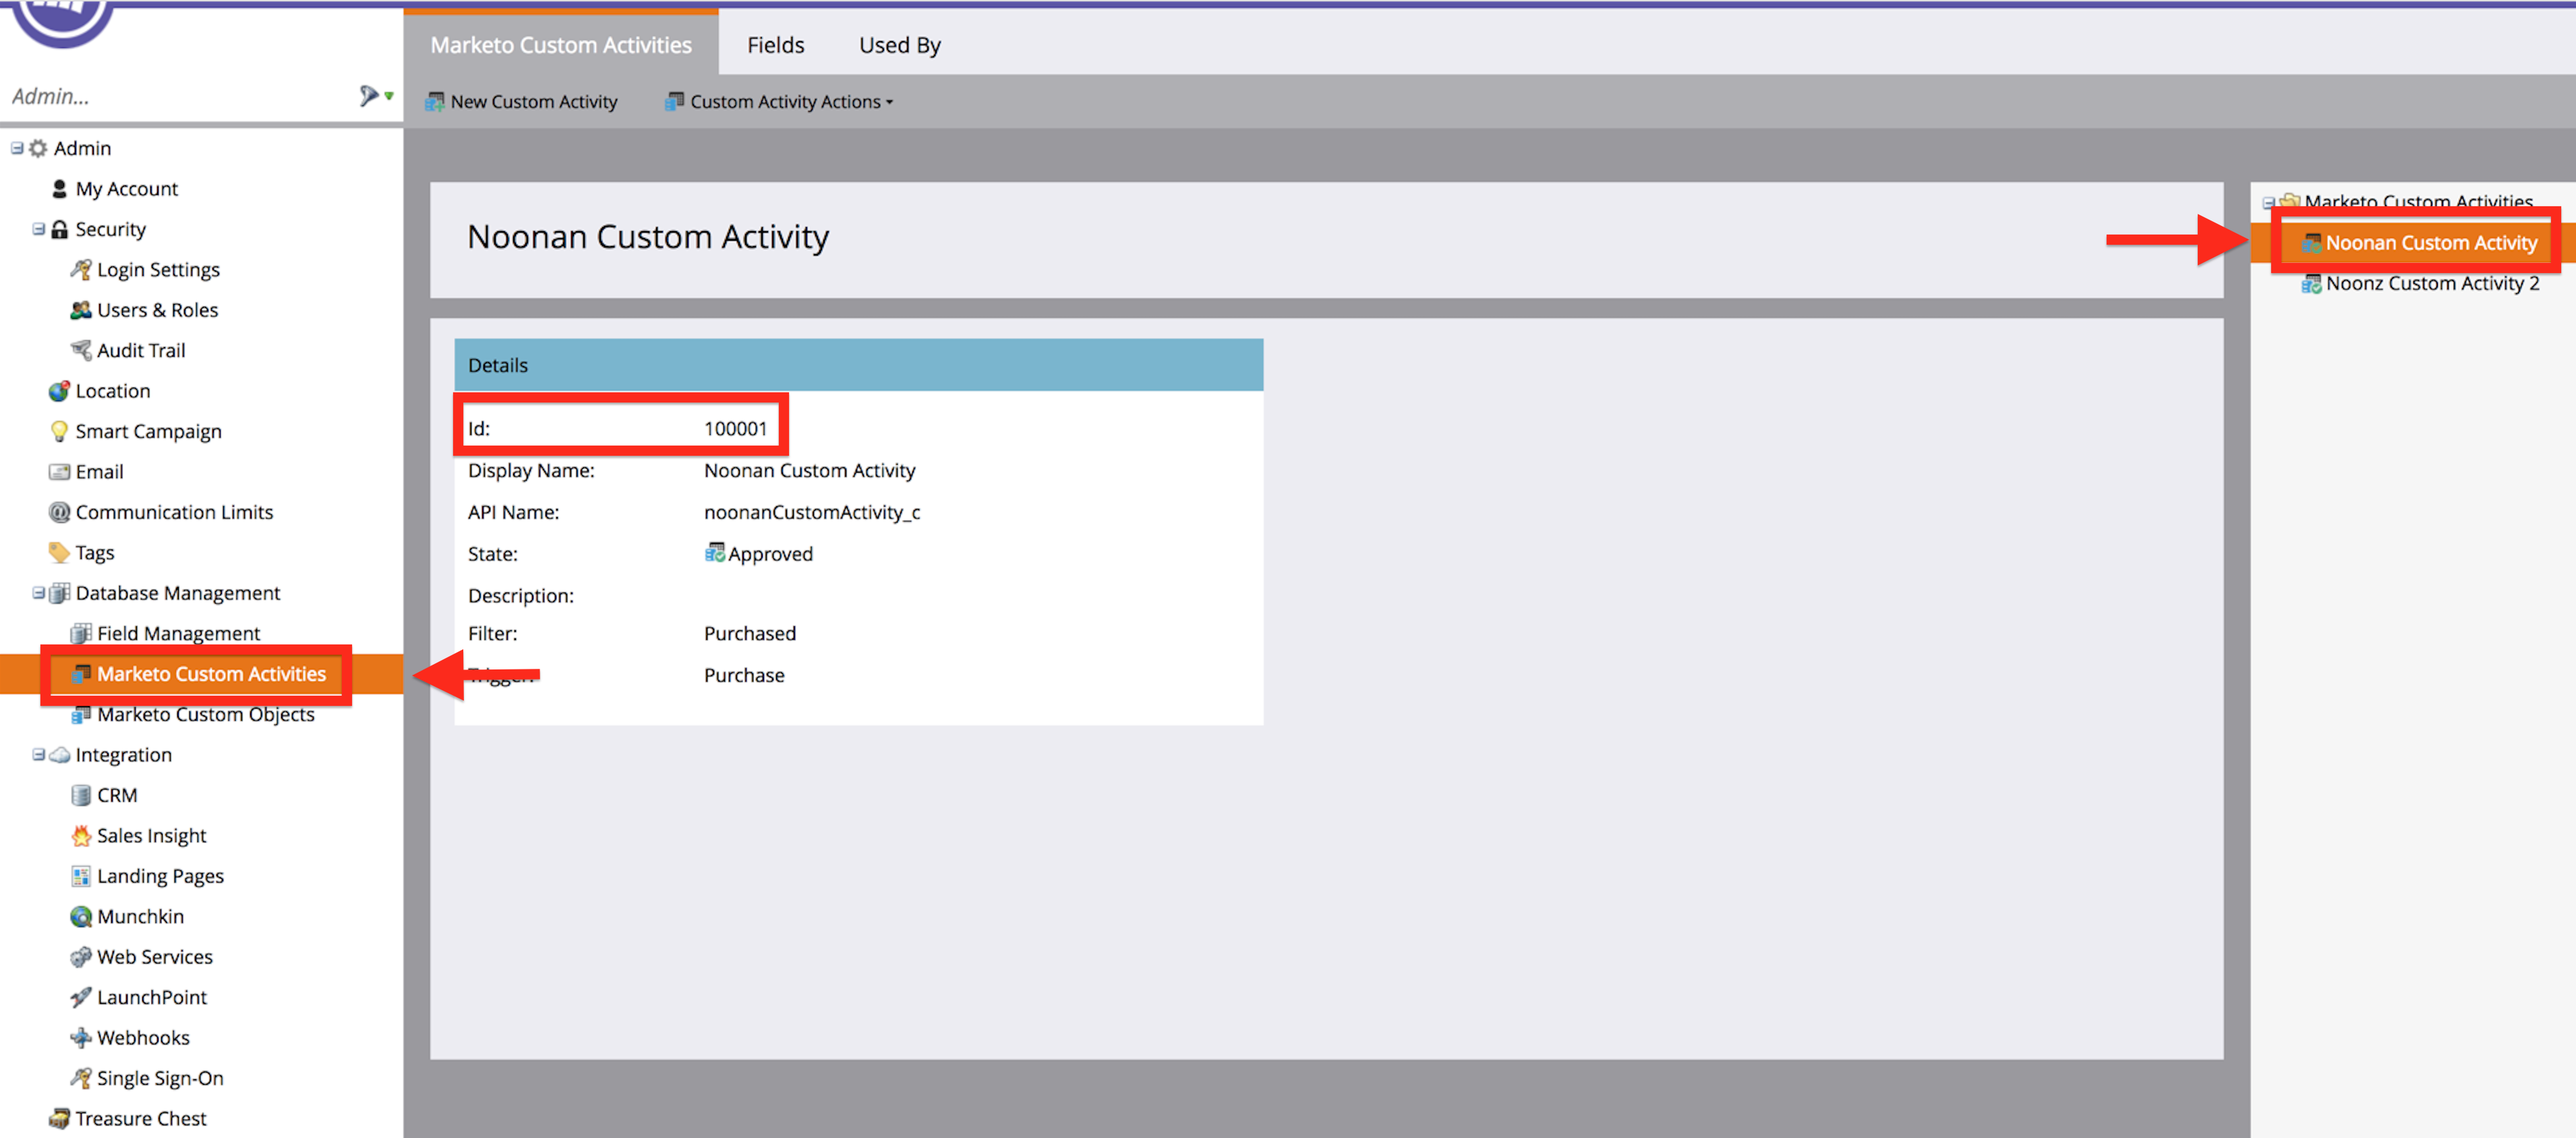 Marketo Custom Activities
Fields
Used By
Admin...
New Custom Activity
Custom Activity Actions
Admin
My Account
Security
Login Settings
Users & Roles
Audit Trail
Location
Smart Campaign
Email
Communication Limits
Tags
Database Management
Field Management
Marketo Custom Activities
Marketo Custom Objects
Integration
CRM
Sales Insight
Landing Pages
Munchkin
Web Services
LaunchPoint
Webhooks
Single Sign-On
Treasure Chest
Noonan Custom Activity
Details
Id: 100001
Display Name: Noonan Custom Activity
API Name: noonanCustomActivity_c
State: Approved
Description:
Filter: Purchased
Trigger: Purchase
Marketo Custom Activities
Noonan Custom Activity
Noonz Custom Activity 2